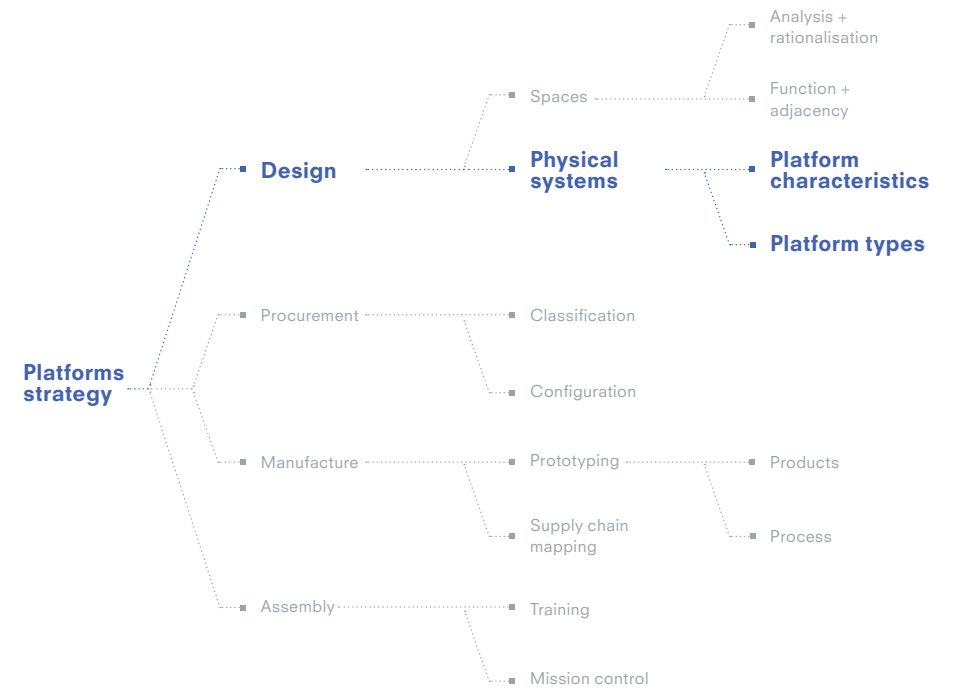 Analysis +
rationalisation
Spaces
Function +
adjacency
Design
Physical
systems
Platform
characteristics
Platform types
Procurement
Classification
Platforms
strategy
Configuration
Manufacture
Prototyping
Products
Supply chain
mapping
Process
Assembly
Training
Mission control